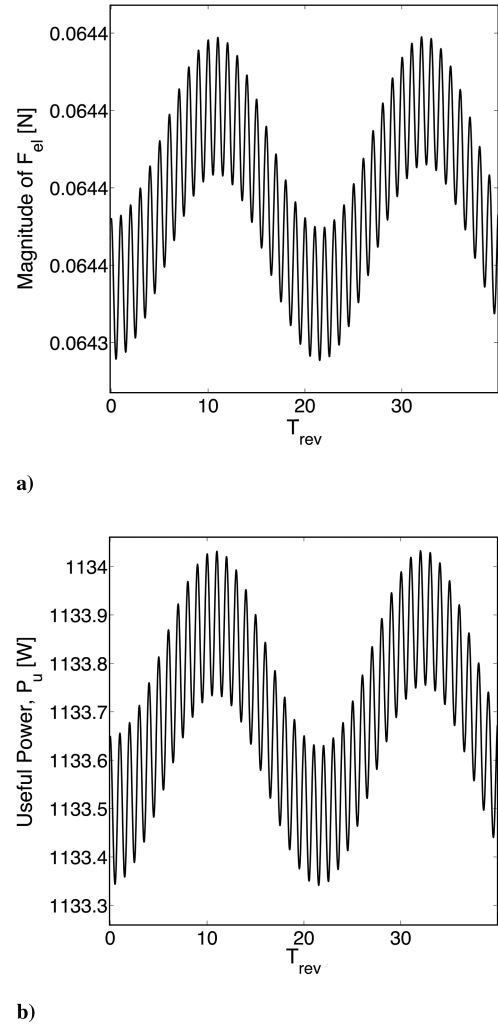 0.0644
0.0644
0.0644
0.0644
0.0643
Magnitude of F_el [N]
0 10 20 30
T_rev
a)
1134
1133.9
1133.8
1133.7
1133.6
1133.5
1133.4
1133.3
Useful Power, P_u [W]
0 10 20 30
T_rev
b)